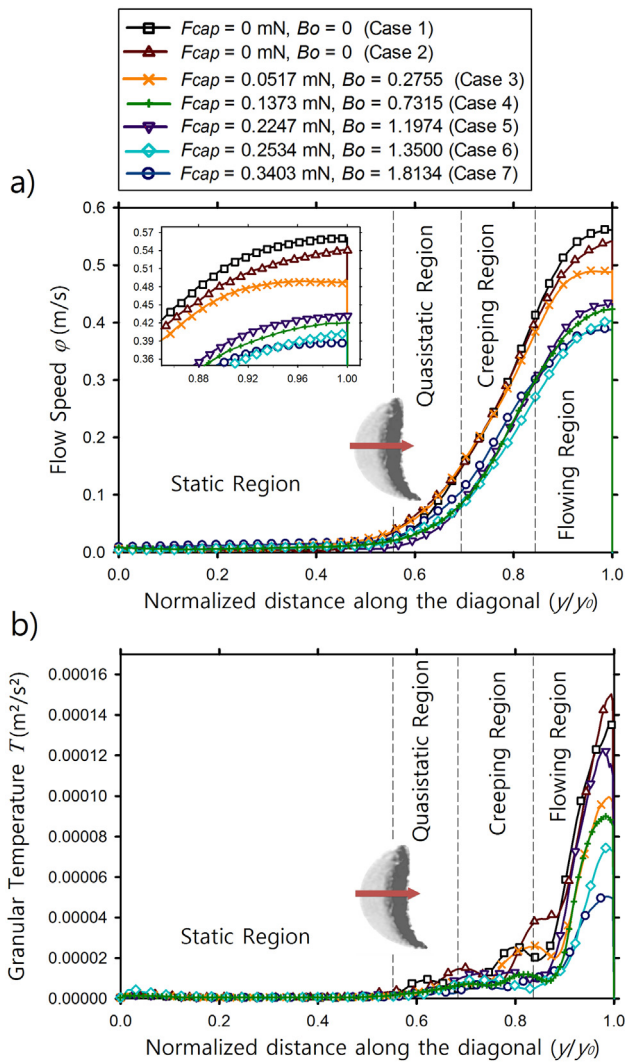 Fcap = 0 mN, Bo = 0 (Case 1)
Fcap = 0 mN, Bo = 0 (Case 2)
Fcap = 0.0517 mN, Bo = 0.2755 (Case 3)
Fcap = 0.1373 mN, Bo = 0.7315 (Case 4)
Fcap = 0.2247 mN, Bo = 1.1974 (Case 5)
Fcap = 0.2534 mN, Bo = 1.3500 (Case 6)
Fcap = 0.3403 mN, Bo = 1.8134 (Case 7)
a)
Flow Speed φ (m/s)
0.6
0.5
0.4
0.3
0.2
0.1
0.0
0.57
0.54
0.51
0.48
0.45
0.42
0.39
0.36
0.88 0.92 0.96 1.00
Static Region
Quasistatic Region
Creeping Region
Flowing Region
0.0 0.2 0.4 0.6 0.8 1.0
Normalized distance along the diagonal (y/y₀)
b)
Granular Temperature T (m²/s²)
0.00016
0.00014
0.00012
0.00010
0.00008
0.00006
0.00004
0.00002
0.00000
Static Region
Quasistatic Region
Creeping Region
Flowing Region
0.0 0.2 0.4 0.6 0.8 1.0
Normalized distance along the diagonal (y/y₀)